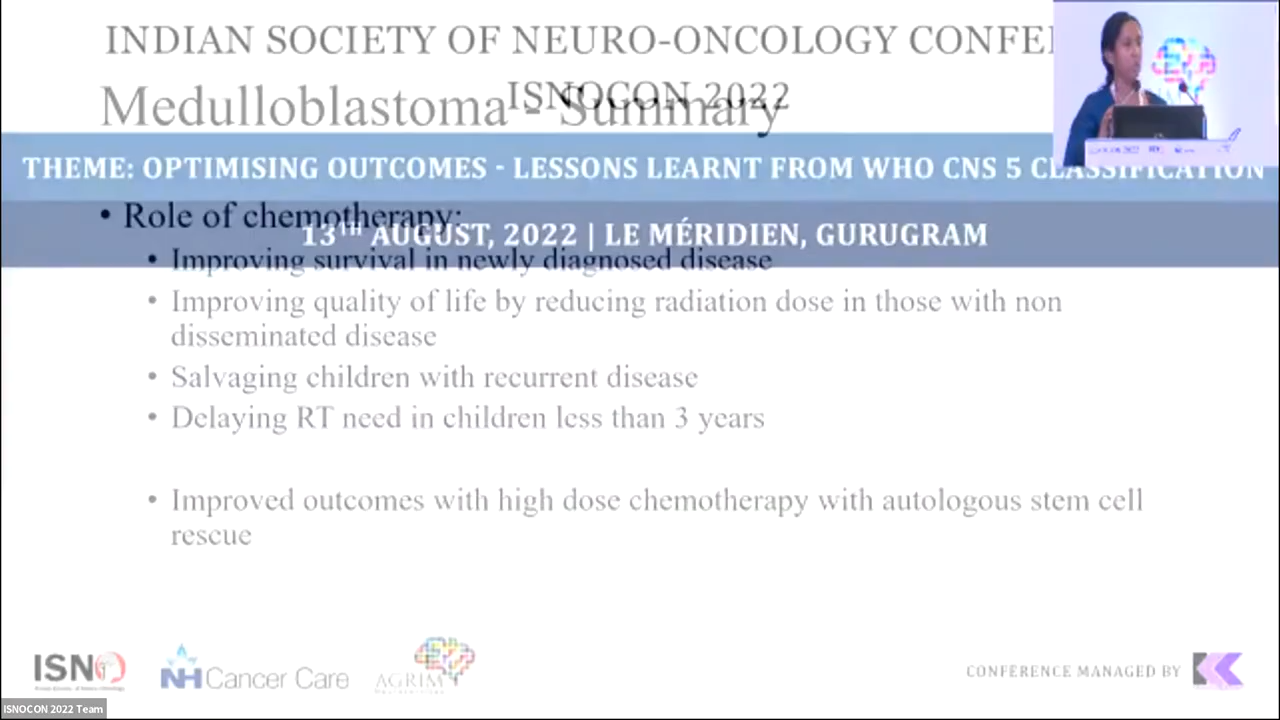 INDIAN SOCIETY OF NEURO-ONCOLOGY CONFE
ISNOCON 2022
Medulloblastoma - Summary
THEME: OPTIMISING OUTCOMES - LESSONS LEARNT FROM WHO CNS 5 CLASSIFICATION
• Role of chemotherapy:
13TH AUGUST, 2022 | LE MÉRIDIEN, GURUGRAM
• Improving survival in newly diagnosed disease
• Improving quality of life by reducing radiation dose in those with non
disseminated disease
• Salvaging children with recurrent disease
• Delaying RT need in children less than 3 years
• Improved outcomes with high dose chemotherapy with autologous stem cell
rescue
ISNO
NH Cancer Care
AGRIM
CONFERENCE MANAGED BY
ISNOCON 2022 Team